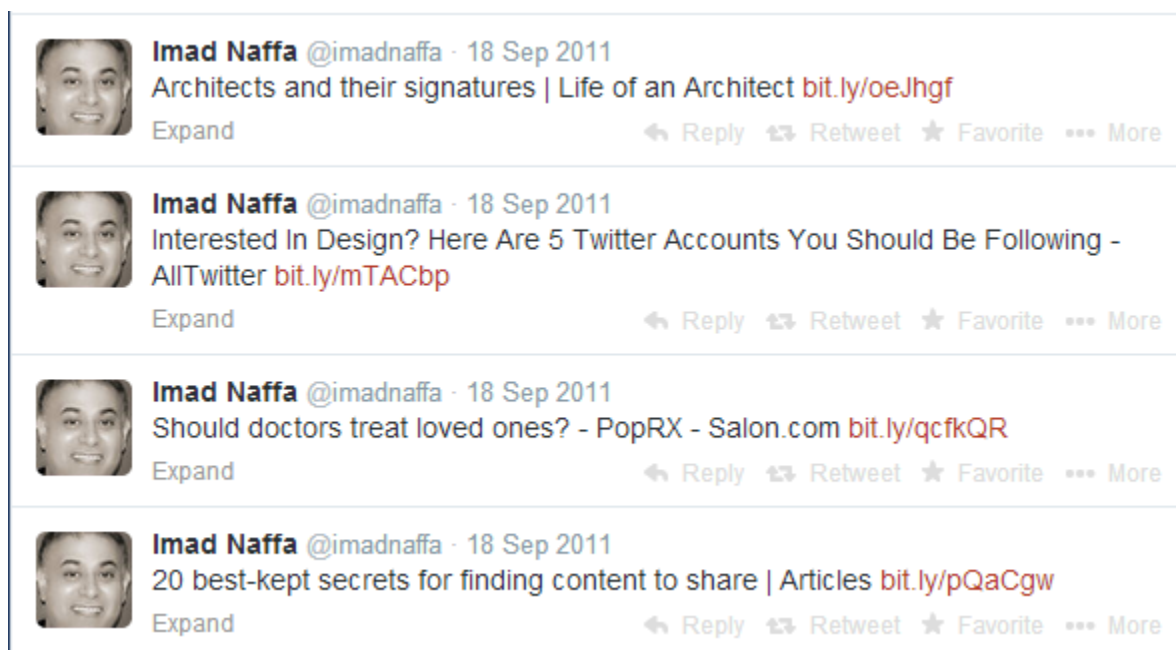 Imad Naffa @imadnaffa · 18 Sep 2011
Architects and their signatures | Life of an Architect bit.ly/oeJhgf
Expand Reply Retweet Favorite More
Imad Naffa @imadnaffa · 18 Sep 2011
Interested In Design? Here Are 5 Twitter Accounts You Should Be Following -
AllTwitter bit.ly/mTACbp
Expand Reply Retweet Favorite More
Imad Naffa @imadnaffa · 18 Sep 2011
Should doctors treat loved ones? - PopRX - Salon.com bit.ly/qcfkQR
Expand Reply Retweet Favorite More
Imad Naffa @imadnaffa · 18 Sep 2011
20 best-kept secrets for finding content to share | Articles bit.ly/pQaCgw
Expand Reply Retweet Favorite More